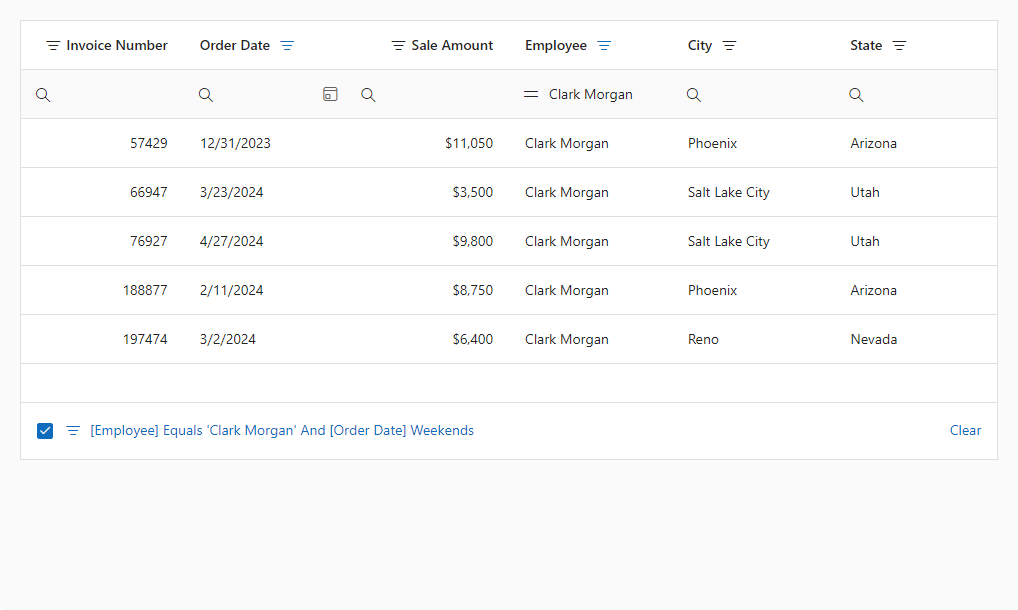 Invoice Number Order Date Sale Amount Employee City State
Clark Morgan
57429 12/31/2023 $11,050 Clark Morgan Phoenix Arizona
66947 3/23/2024 $3,500 Clark Morgan Salt Lake City Utah
76927 4/27/2024 $9,800 Clark Morgan Salt Lake City Utah
188877 2/11/2024 $8,750 Clark Morgan Phoenix Arizona
197474 3/2/2024 $6,400 Clark Morgan Reno Nevada
[Employee] Equals 'Clark Morgan' And [Order Date] Weekends Clear